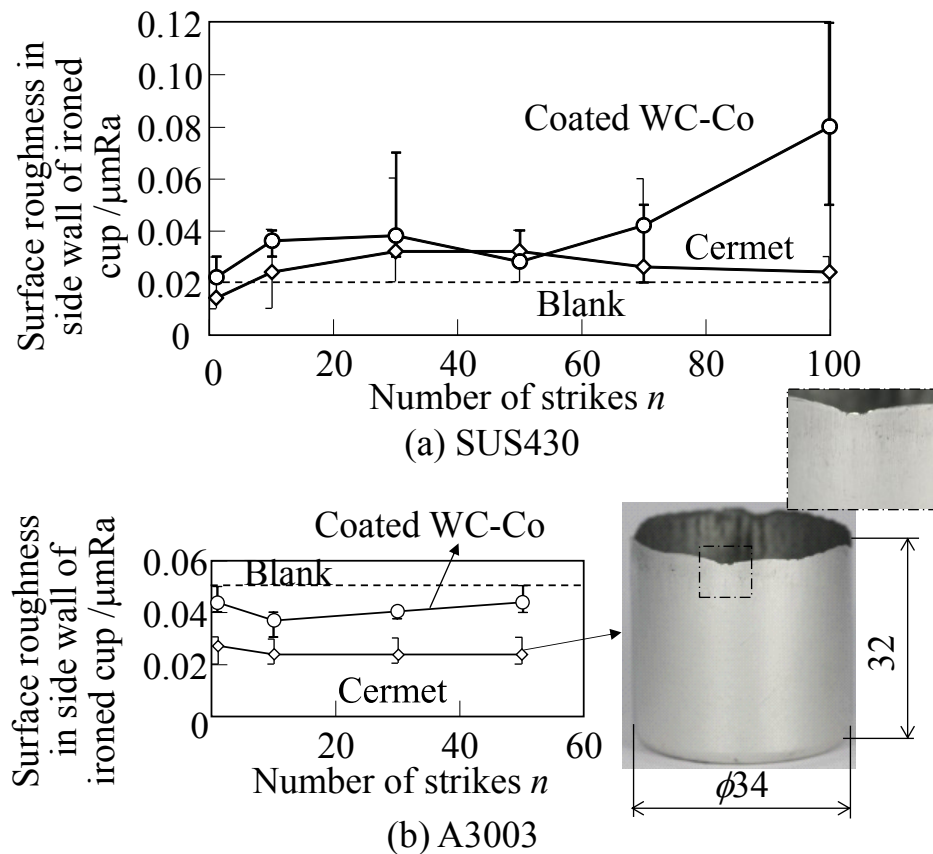 Surface roughness in
side wall of ironed
cup /μmRa
0.12
0.10
0.08
0.06
0.04
0.02
0
Coated WC-Co
Cermet
Blank
0
20
40
60
80
100
Number of strikes n
(a) SUS430
Surface roughness
in side wall of
ironed cup /μmRa
Coated WC-Co
0.06
0.04
0.02
0
Blank
Cermet
20
40
60
Number of strikes n
32
ϕ34
(b) A3003